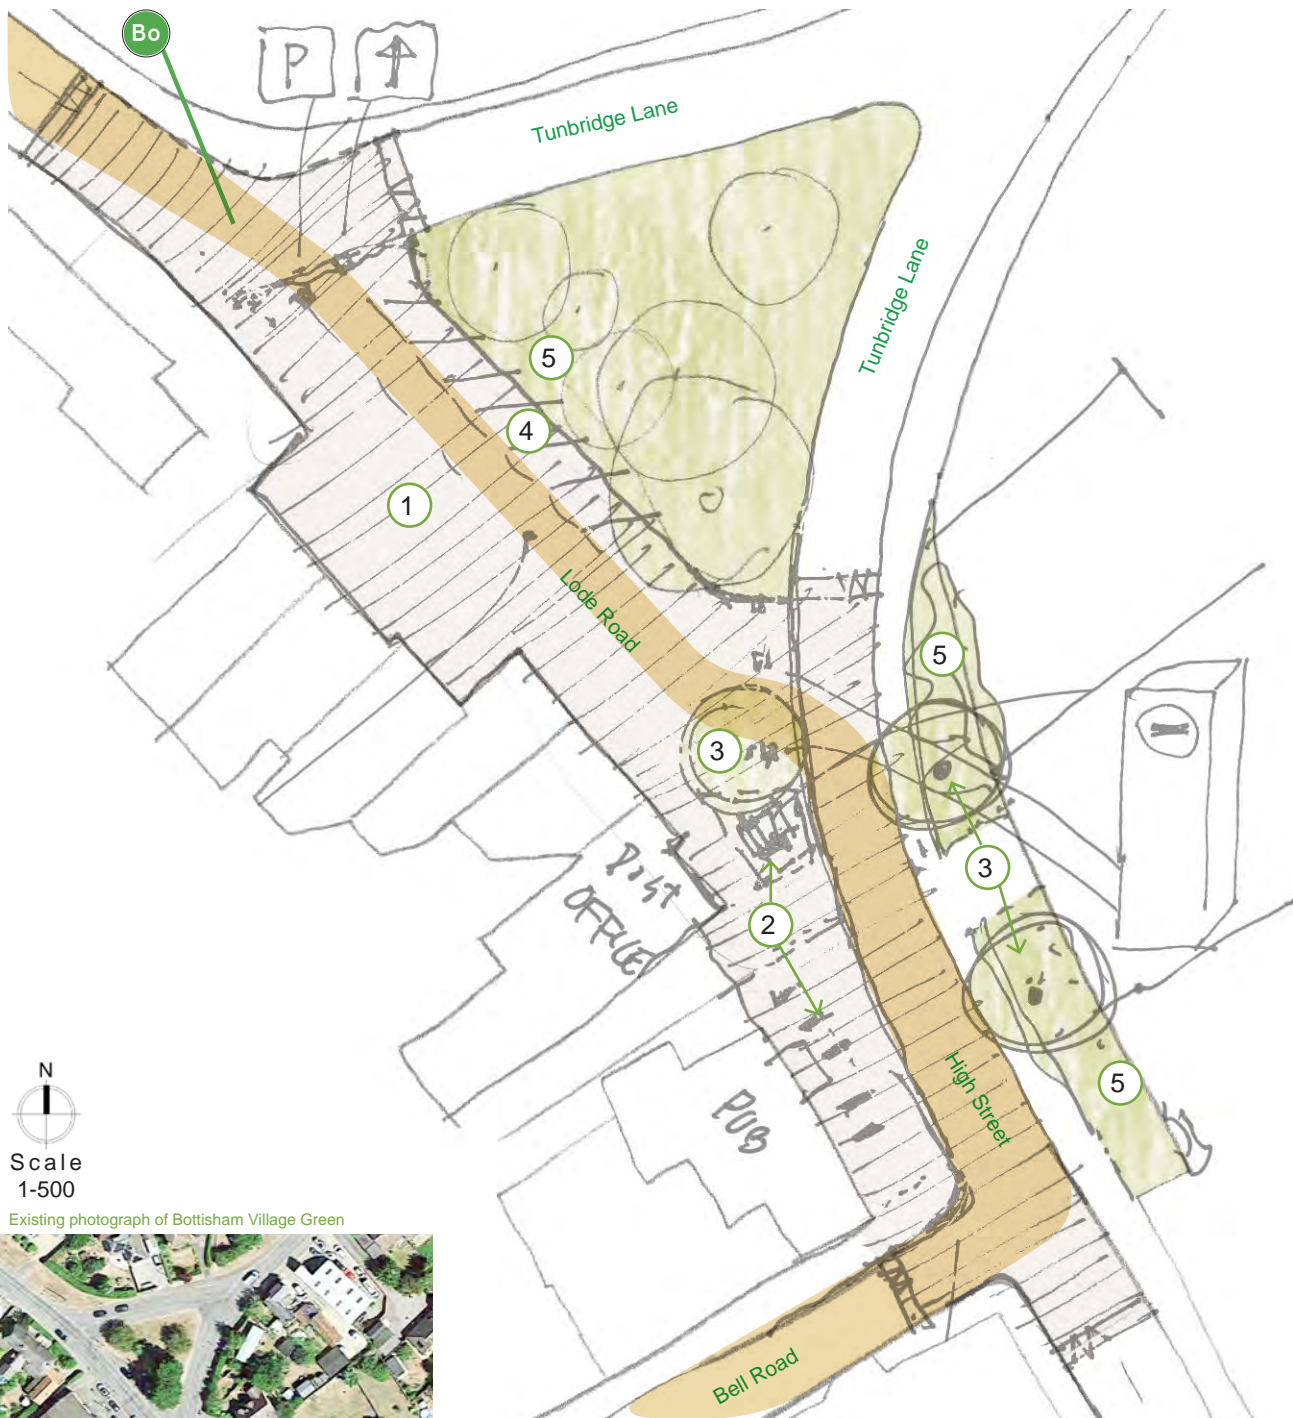 Bo
P
Tunbridge Lane
Tunbridge Lane
5
4
1
Lode Road
5
3
3
Post
OFFICE
2
High Street
5
PUB
N
Scale
1-500
Existing photograph of Bottisham Village Green
Bell Road